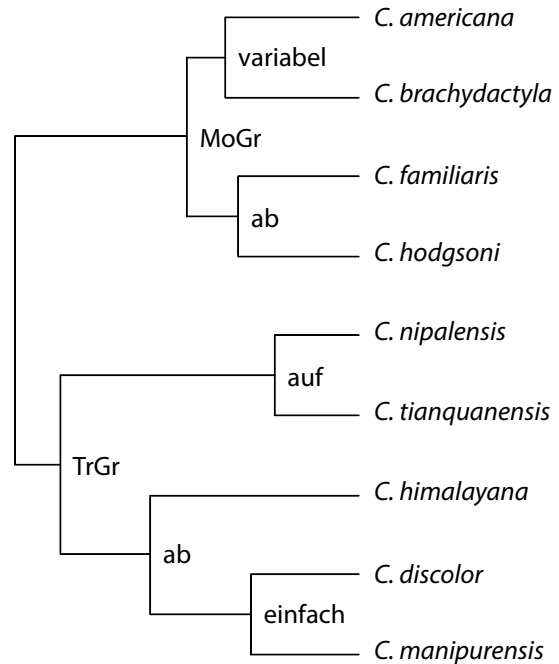 C. americana
variabel
C. brachydactyla
MoGr
C. familiaris
ab
C. hodgsoni
C. nipalensis
auf
C. tianquanensis
TrGr
C. himalayana
ab
C. discolor
einfach
C. manipurensis